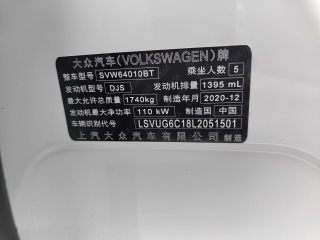 大众汽车(VOLKSWAGEN)牌
整车型号 SVW64010BT 乘坐人数 5
发动机型号 DJS 发动机排量 1395 mL
最大允许总质量 1740kg 制造年月 2020-12
发动机最大净功率 110 kW 制造国 中国
车辆识别代号 LSVUG6C18L2051501
上汽大众汽车有限公司制造